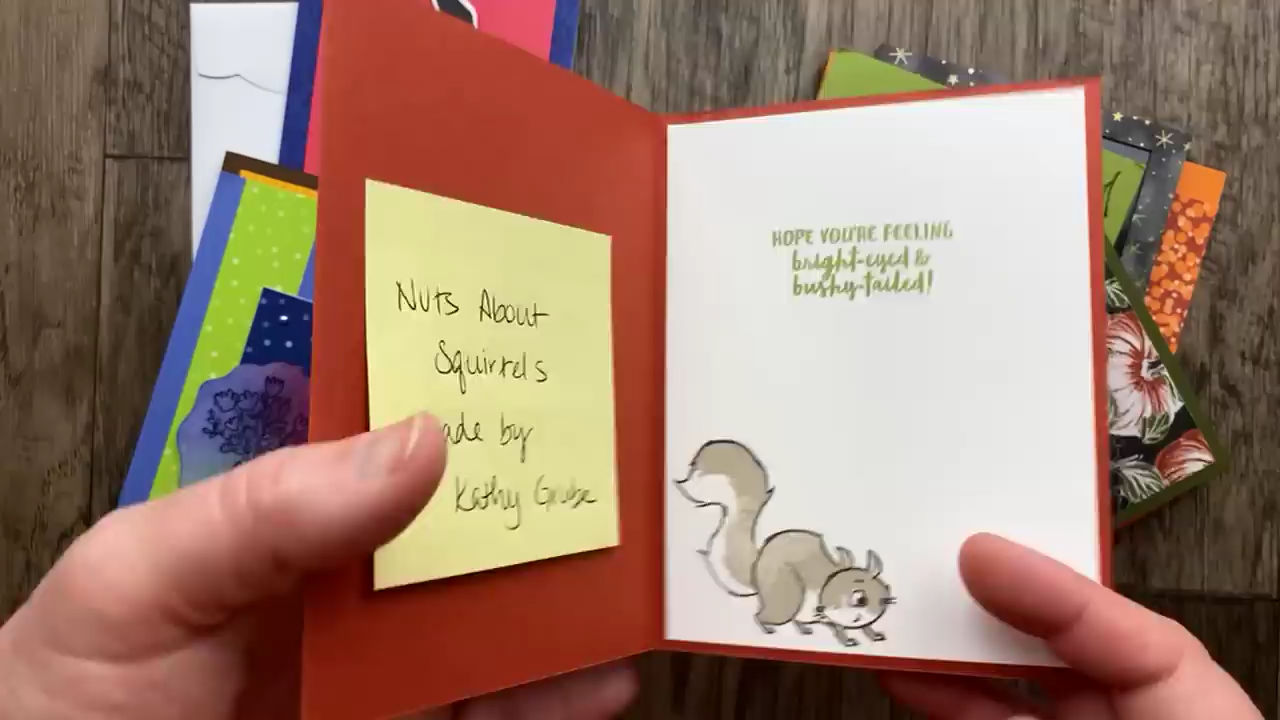 Nuts About
Squirrels
ade by
Kathy Grube
HOPE YOU'RE FEELING
bright-eyed &
bushy-tailed!